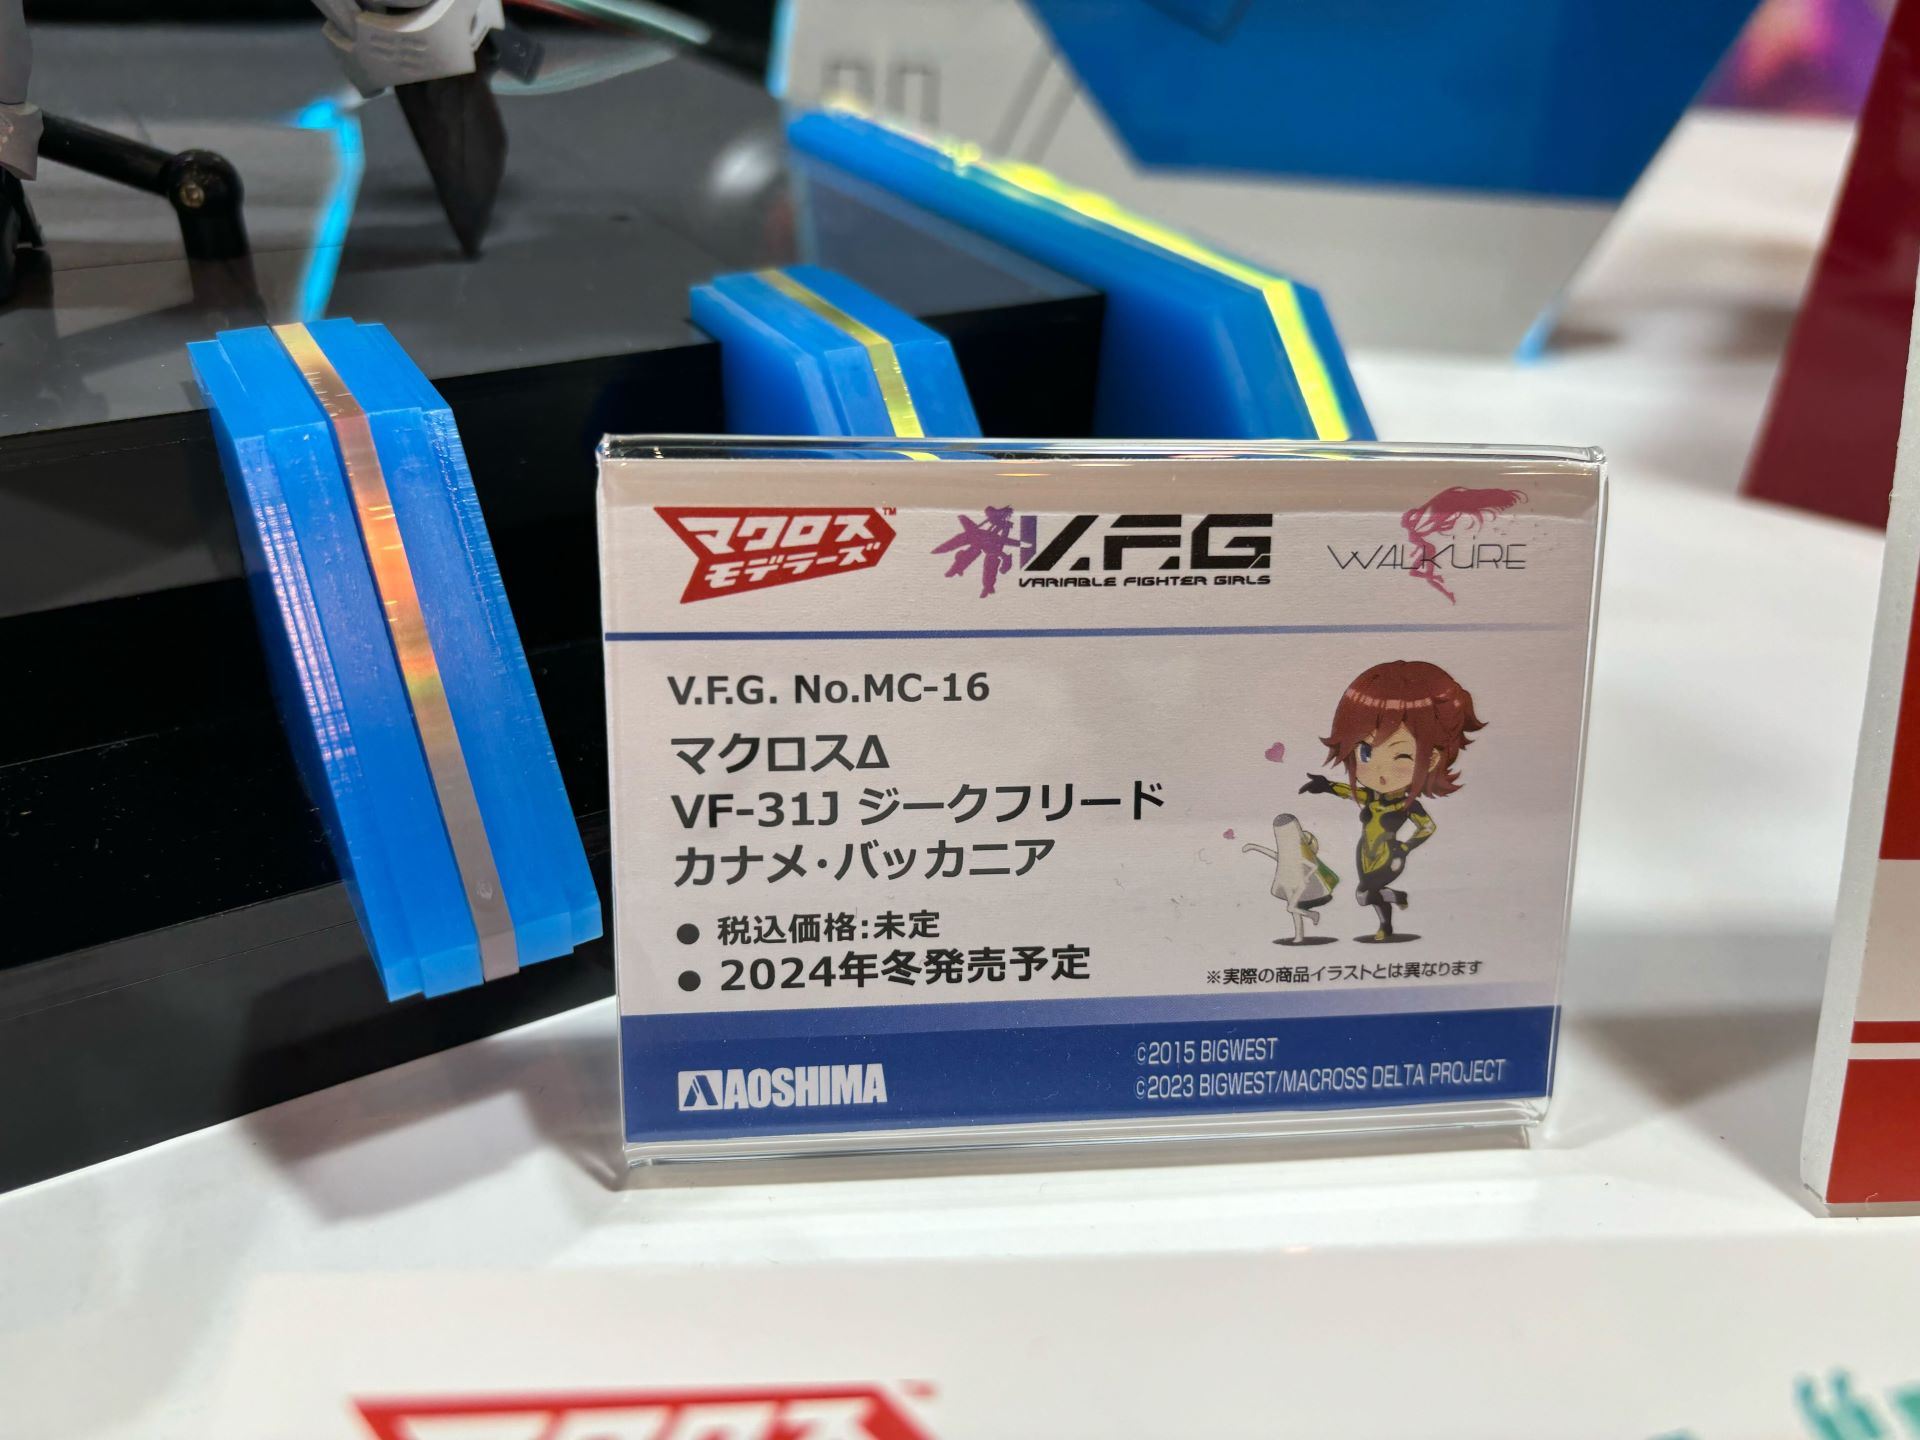 マクロス™
モデラーズ
V.F.G.
VARIABLE FIGHTER GIRLS
WALKÜRE
V.F.G. No.MC-16
マクロスΔ
VF-31J ジークフリード
カナメ・バッカニア
● 税込価格:未定
● 2024年冬発売予定
※実際の商品イラストとは異なります
AOSHIMA
©2015 BIGWEST
©2023 BIGWEST/MACROSS DELTA PROJECT